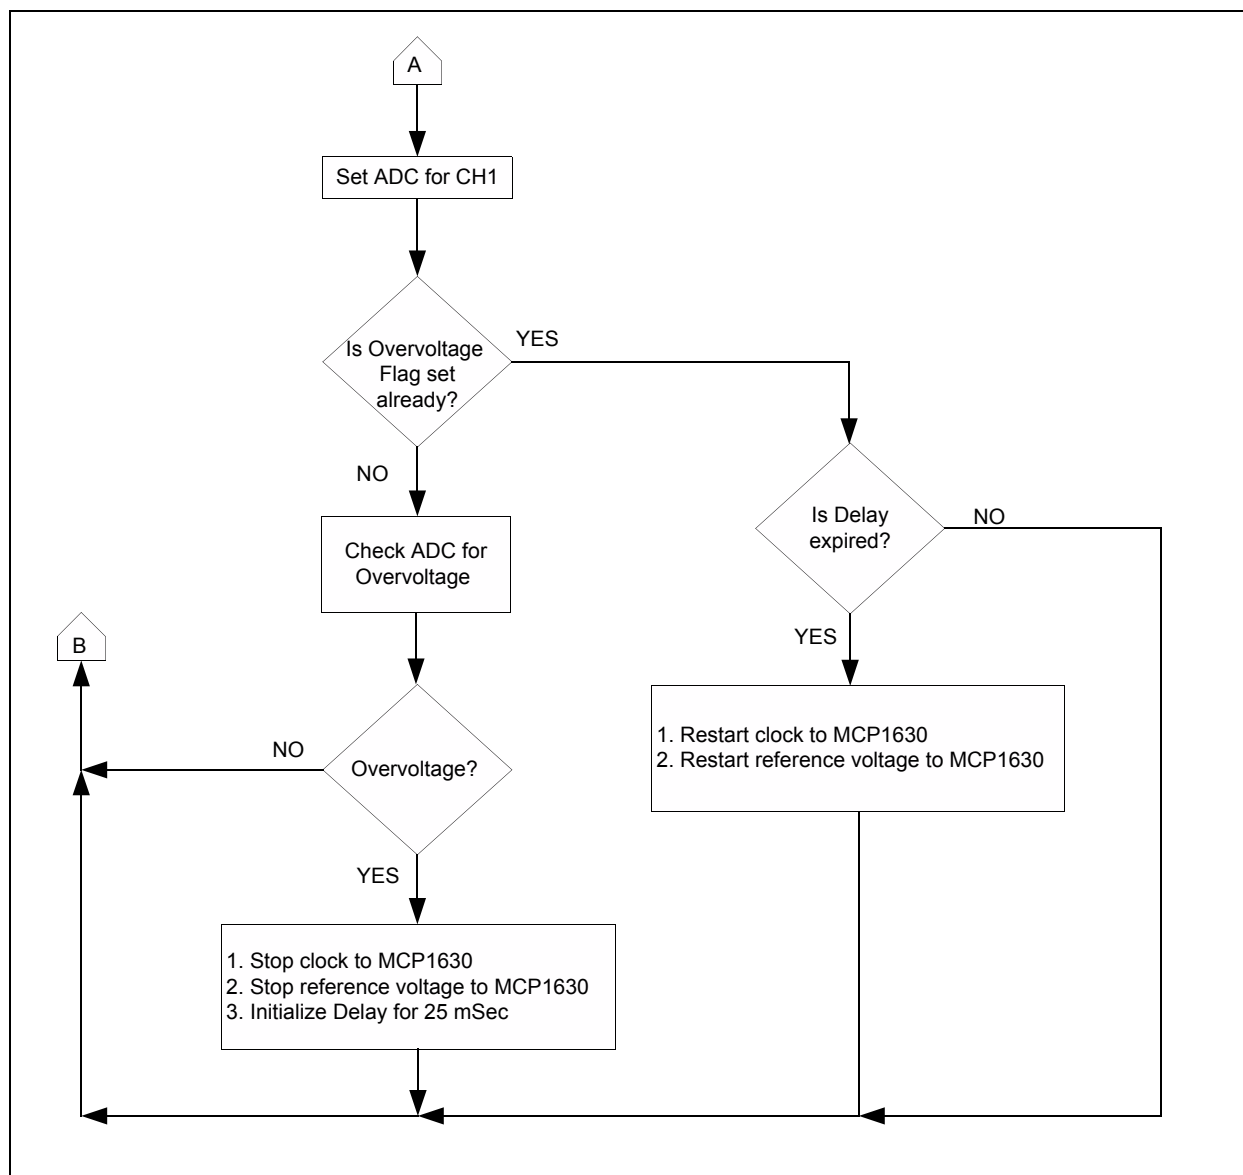 A
Set ADC for CH1
Is Overvoltage
Flag set
already?
YES
NO
Check ADC for
Overvoltage
Is Delay
expired?
NO
YES
B
1. Restart clock to MCP1630
2. Restart reference voltage to MCP1630
NO
Overvoltage?
YES
1. Stop clock to MCP1630
2. Stop reference voltage to MCP1630
3. Initialize Delay for 25 mSec